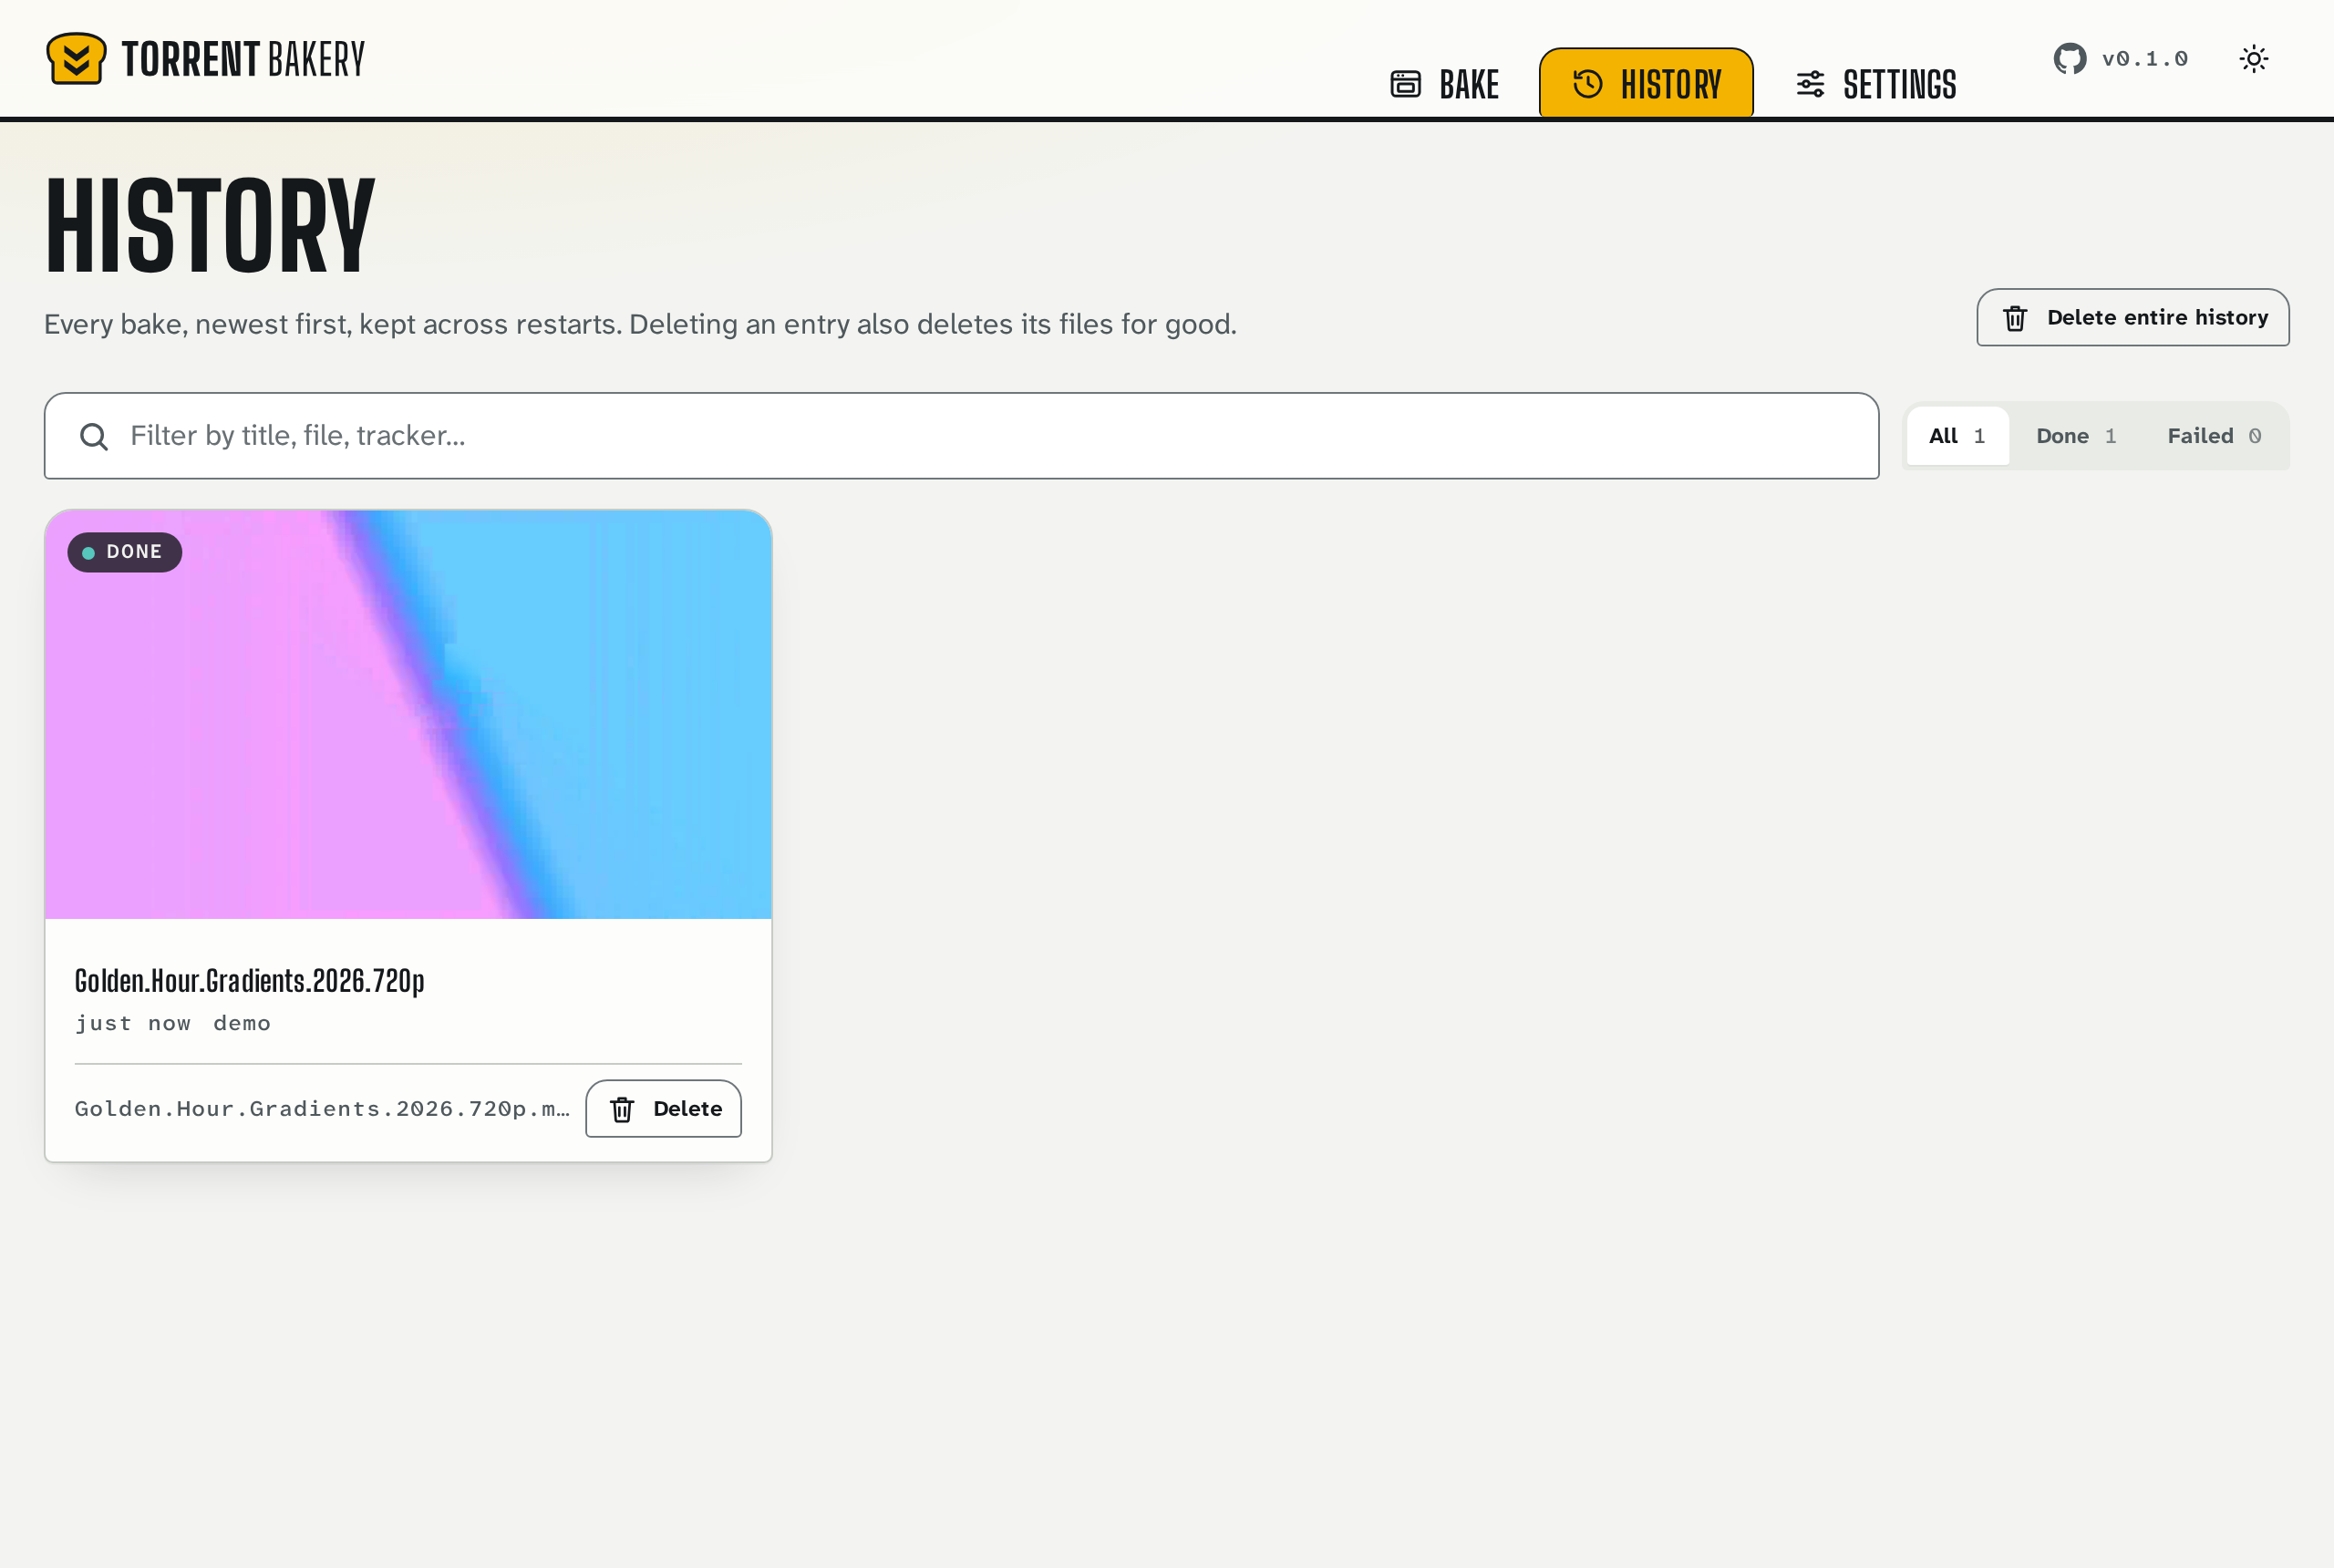 TORRENT BAKERY
BAKE
HISTORY
SETTINGS
v0.1.0
HISTORY
Every bake, newest first, kept across restarts. Deleting an entry also deletes its files for good.
Delete entire history
Filter by title, file, tracker...
All 1
Done 1
Failed 0
DONE
Golden.Hour.Gradients.2026.720p
just now demo
Golden.Hour.Gradients.2026.720p.m…
Delete